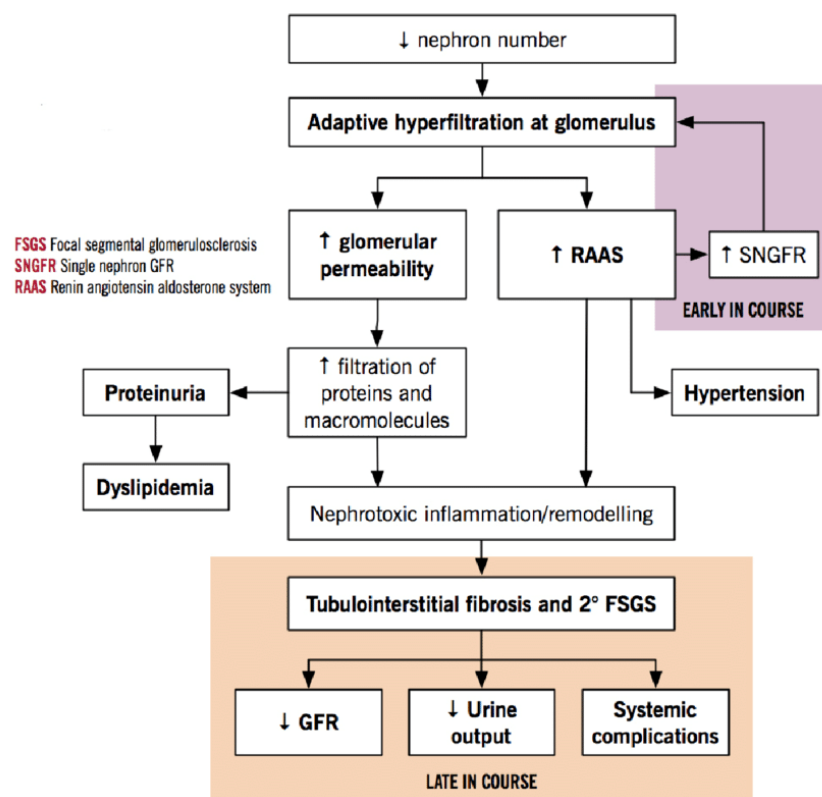 ↓ nephron number
Adaptive hyperfiltration at glomerulus
↑ glomerular
permeability
↑ RAAS
↑ SNGFR
EARLY IN COURSE
FSGS Focal segmental glomerulosclerosis
SNGFR Single nephron GFR
RAAS Renin angiotensin aldosterone system
↑ filtration of
proteins and
macromolecules
Proteinuria
Hypertension
Dyslipidemia
Nephrotoxic inflammation/remodelling
Tubulointerstitial fibrosis and 2° FSGS
↓ GFR
↓ Urine
output
Systemic
complications
LATE IN COURSE